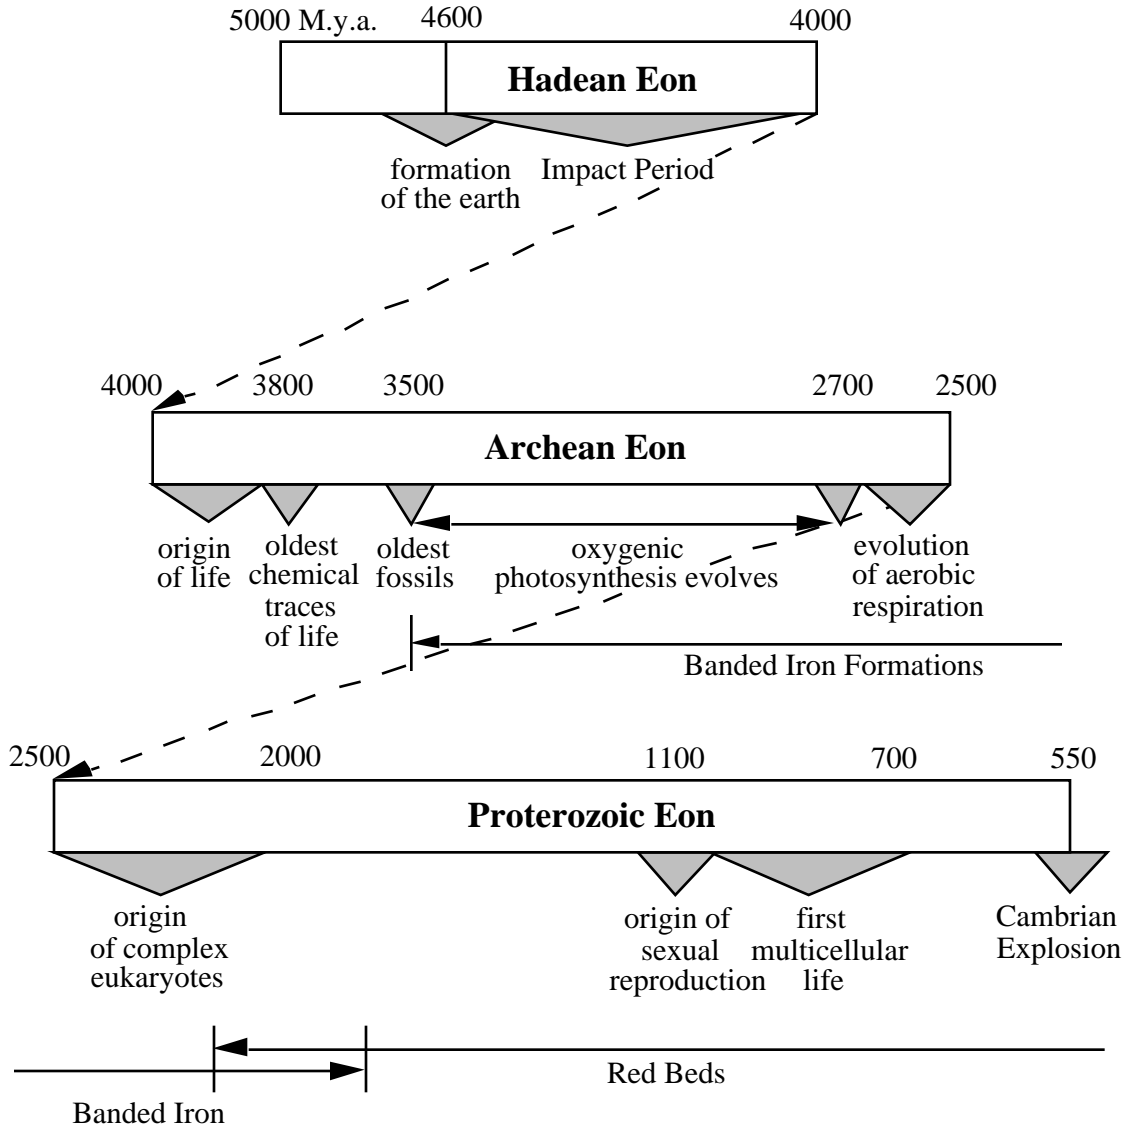 5000 M.y.a. 4600 4000
Hadean Eon
formation
of the earth
Impact Period
4000 3800 3500 2700 2500
Archean Eon
origin
of life
oldest
chemical
traces
of life
oldest
fossils
oxygenic
photosynthesis evolves
evolution
of aerobic
respiration
Banded Iron Formations
2500 2000 1100 700 550
Proterozoic Eon
origin
of complex
eukaryotes
origin of
sexual
reproduction
first
multicellular
life
Cambrian
Explosion
Red Beds
Banded Iron